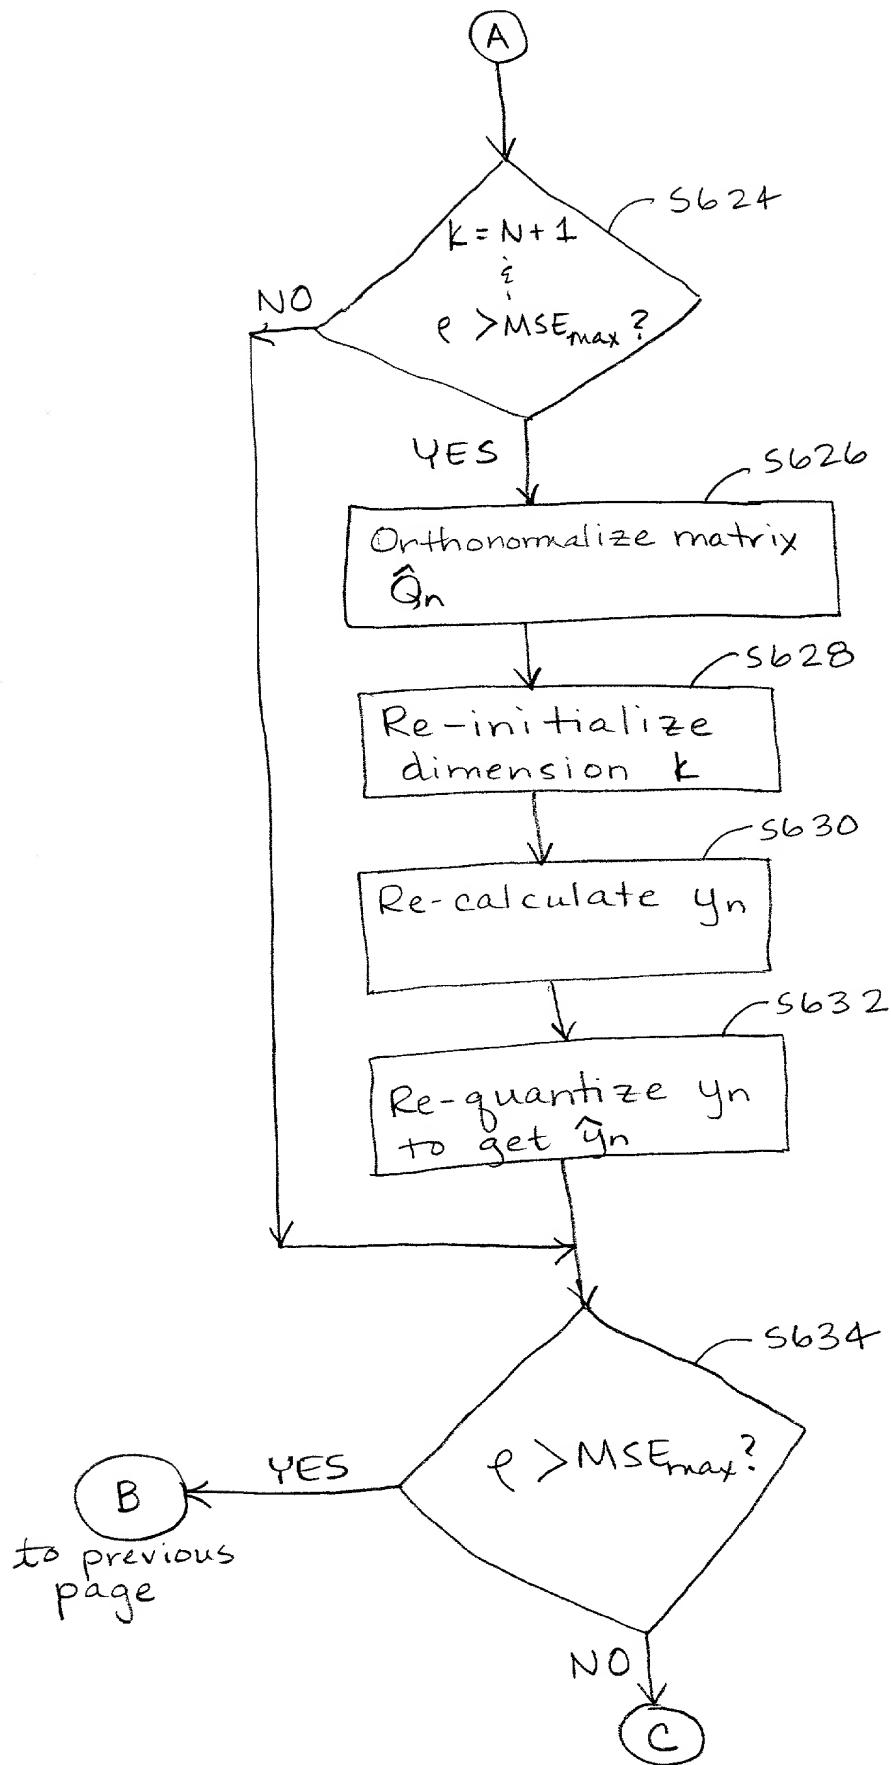 A
S624
k = N + 1
&
ρ > MSEmax ?
NO
YES
S626
Orthonormalize matrix
Q̂n
S628
Re-initialize
dimension k
S630
Re-calculate yn
S632
Re-quantize yn
to get ŷn
S634
ρ > MSEmax?
YES
B
to previous
page
NO
C